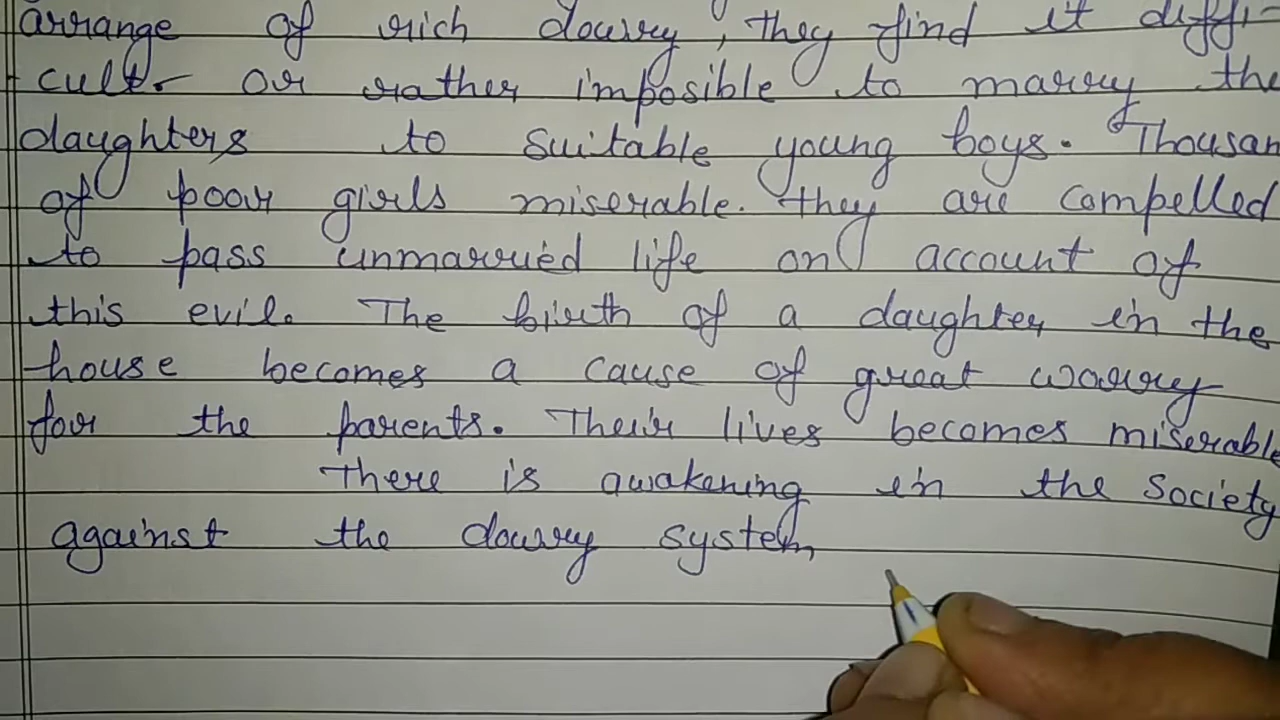 arrange of rich dowry, they find it diffi-
cult. or rather imposible to marry the
daughters to suitable young boys. Thousan
of poor girls miserable. they are compelled
to pass unmarried life on account of
this evil. The birth of a daughter in the
house becomes a cause of great worry
for the parents. Their lives becomes miserable
There is awakening in the society
against the dowry system,